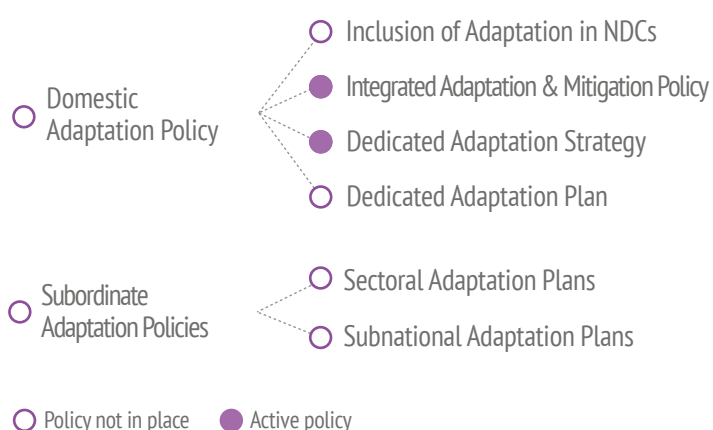 Domestic
Adaptation Policy
Inclusion of Adaptation in NDCs
Integrated Adaptation & Mitigation Policy
Dedicated Adaptation Strategy
Dedicated Adaptation Plan
Subordinate
Adaptation Policies
Sectoral Adaptation Plans
Subnational Adaptation Plans
Policy not in place Active policy